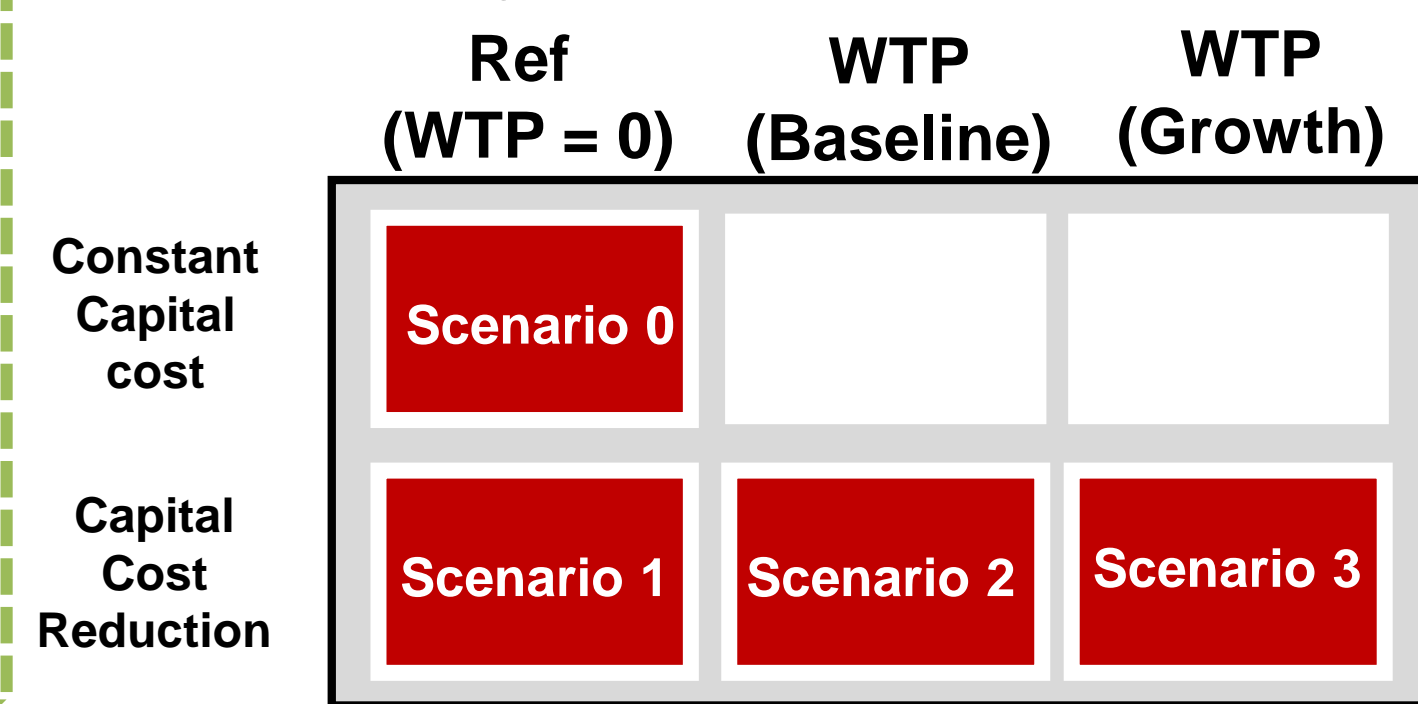 Ref
(WTP = 0)
WTP
(Baseline)
WTP
(Growth)
Constant
Capital
cost
Scenario 0
Capital
Cost
Reduction
Scenario 1
Scenario 2
Scenario 3